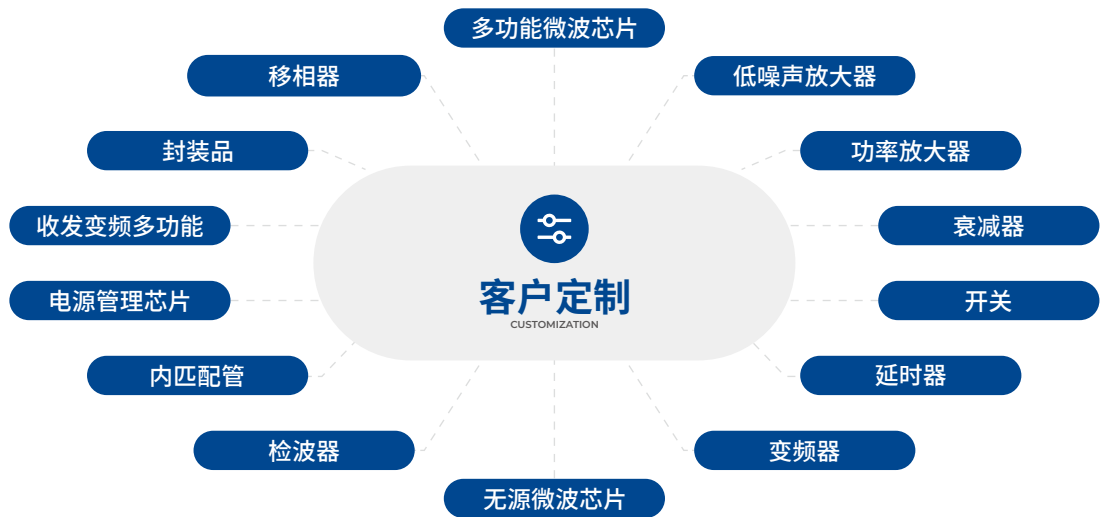 多功能微波芯片
移相器
低噪声放大器
封装品
功率放大器
收发变频多功能
衰减器
客户定制
CUSTOMIZATION
电源管理芯片
开关
内匹配管
延时器
检波器
变频器
无源微波芯片